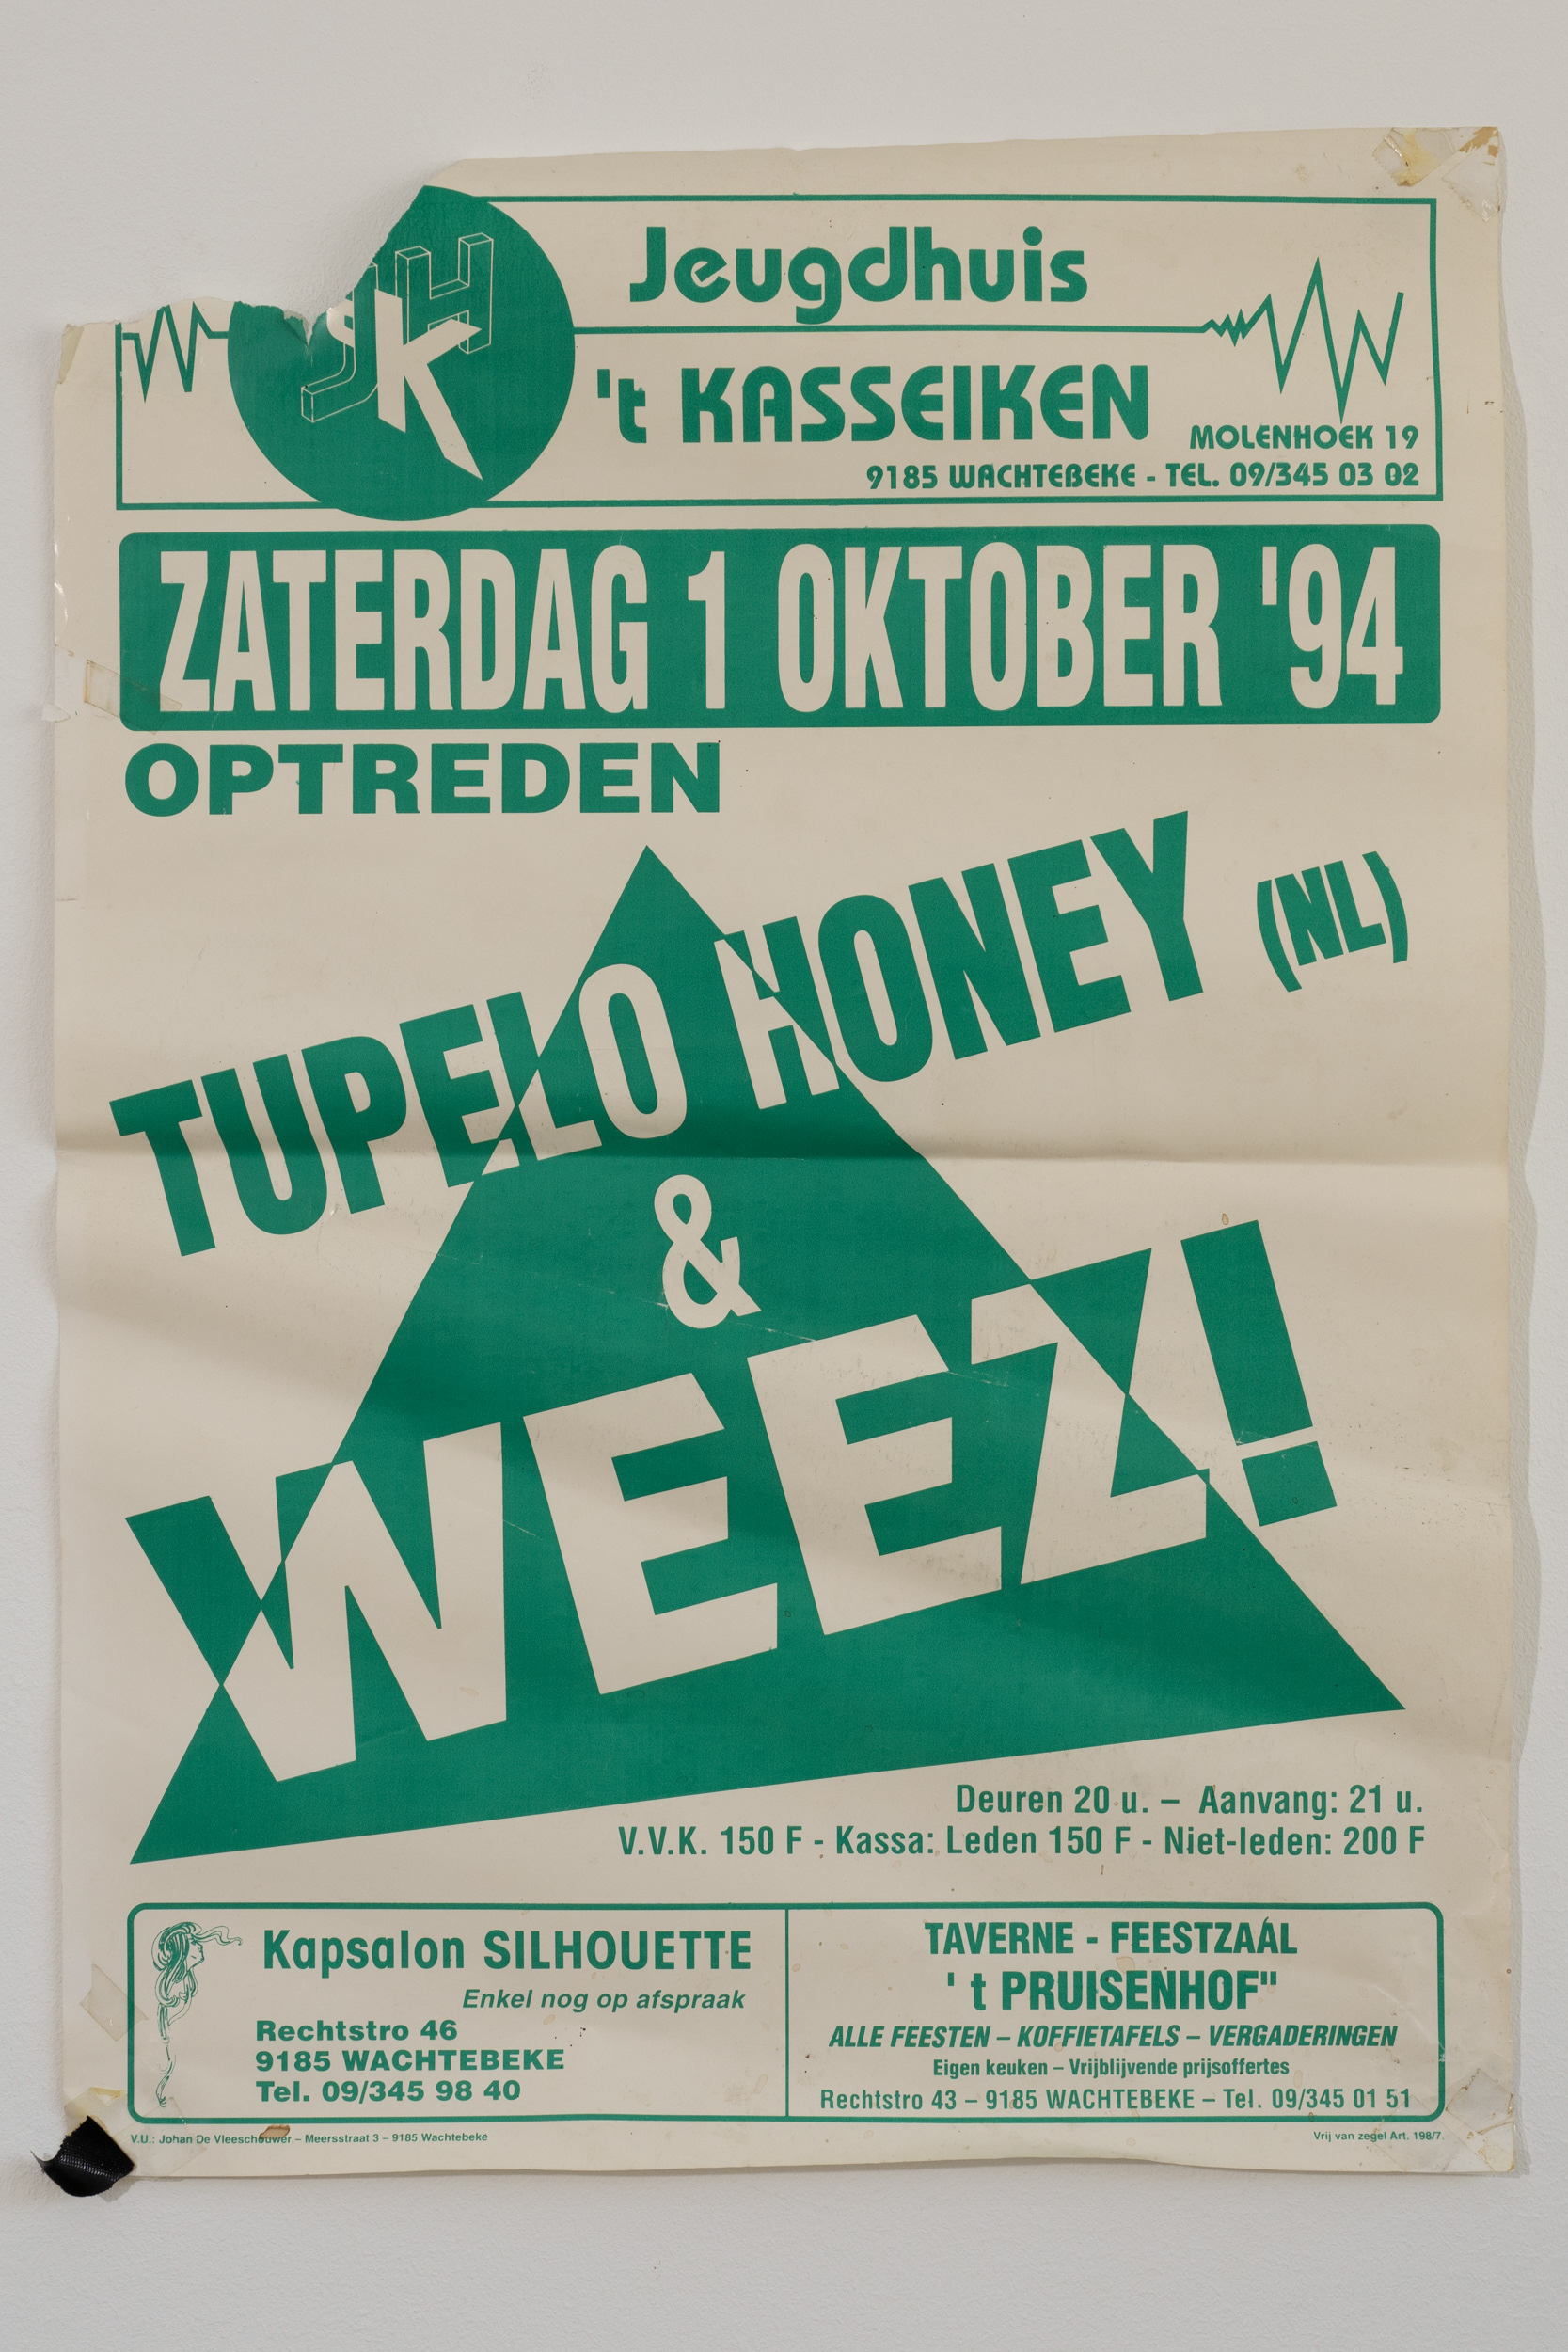 JHK
Jeugdhuis
't KASSEIKEN
MOLENHOEK 19
9185 WACHTEBEKE - TEL. 09/345 03 02
ZATERDAG 1 OKTOBER '94
OPTREDEN
TUPELO HONEY (NL)
&
WEEZ!
Deuren 20 u. – Aanvang: 21 u.
V.V.K. 150 F - Kassa: Leden 150 F - Niet-leden: 200 F
Kapsalon SILHOUETTE
Enkel nog op afspraak
Rechtstro 46
9185 WACHTEBEKE
Tel. 09/345 98 40
TAVERNE - FEESTZAAL
' t PRUISENHOF"
ALLE FEESTEN – KOFFIETAFELS – VERGADERINGEN
Eigen keuken – Vrijblijvende prijsoffertes
Rechtstro 43 – 9185 WACHTEBEKE – Tel. 09/345 01 51
V.U.: Johan De Vleeschouwer – Meersstraat 3 – 9185 Wachtebeke
Vrij van zegel Art. 198/7.